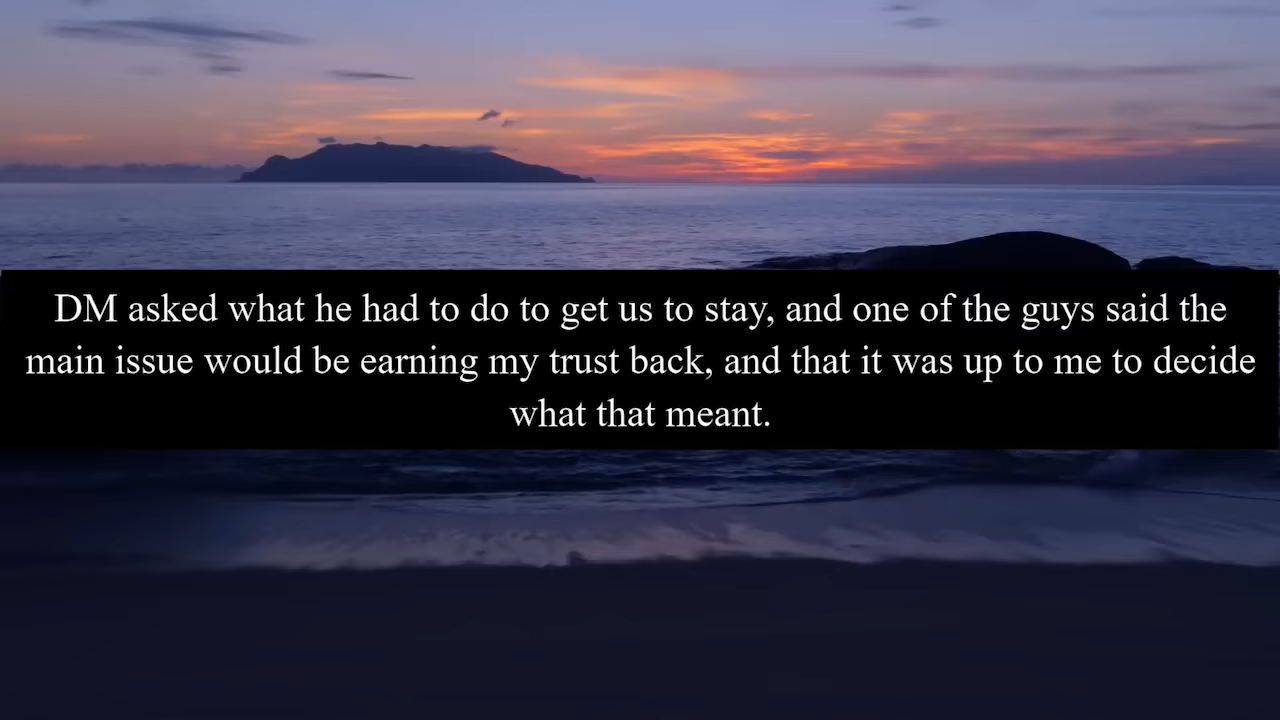 DM asked what he had to do to get us to stay, and one of the guys said the
main issue would be earning my trust back, and that it was up to me to decide
what that meant.